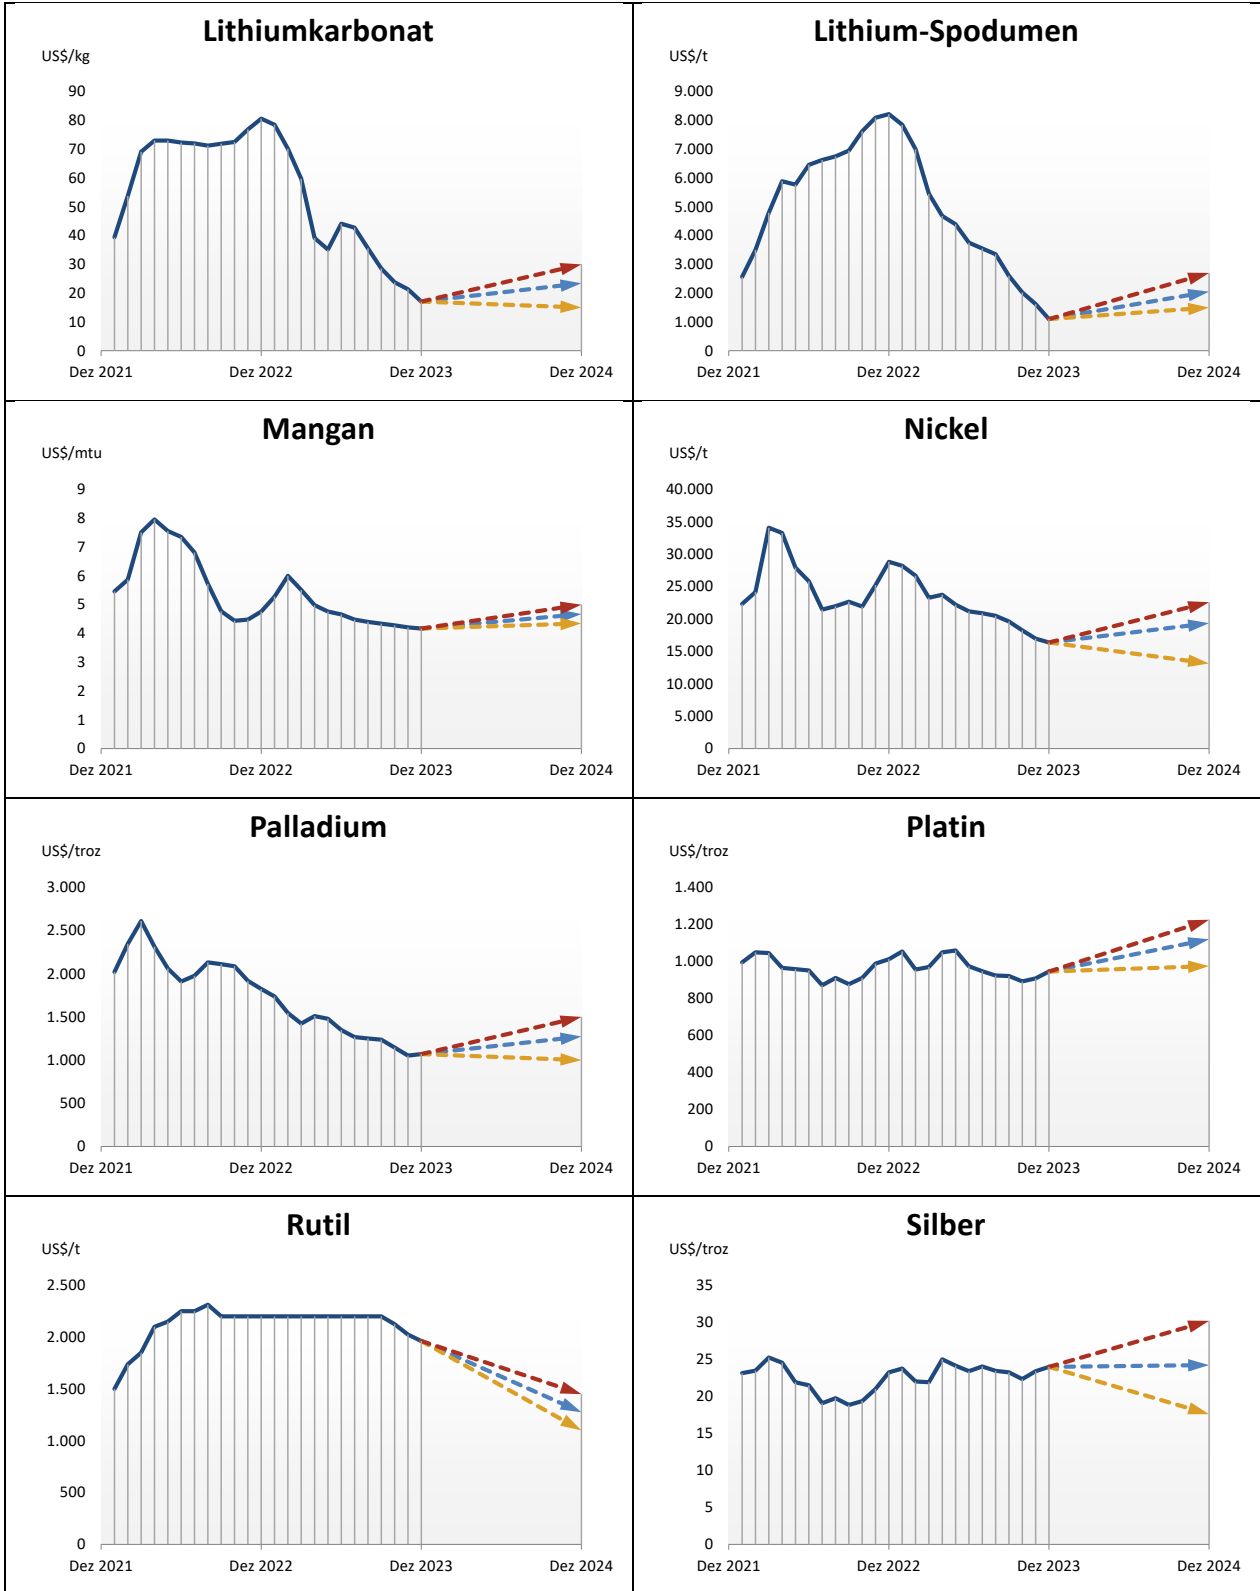 Lithiumkarbonat
US$/kg
90
80
70
60
50
40
30
20
10
0
Dez 2021 Dez 2022 Dez 2023 Dez 2024
Lithium-Spodumen
US$/t
9.000
8.000
7.000
6.000
5.000
4.000
3.000
2.000
1.000
0
Dez 2021 Dez 2022 Dez 2023 Dez 2024
Mangan
US$/mtu
9
8
7
6
5
4
3
2
1
0
Dez 2021 Dez 2022 Dez 2023 Dez 2024
Nickel
US$/t
40.000
35.000
30.000
25.000
20.000
15.000
10.000
5.000
0
Dez 2021 Dez 2022 Dez 2023 Dez 2024
Palladium
US$/troz
3.000
2.500
2.000
1.500
1.000
500
0
Dez 2021 Dez 2022 Dez 2023 Dez 2024
Platin
US$/troz
1.400
1.200
1.000
800
600
400
200
0
Dez 2021 Dez 2022 Dez 2023 Dez 2024
Rutil
US$/t
2.500
2.000
1.500
1.000
500
0
Dez 2021 Dez 2022 Dez 2023 Dez 2024
Silber
US$/troz
35
30
25
20
15
10
5
0
Dez 2021 Dez 2022 Dez 2023 Dez 2024